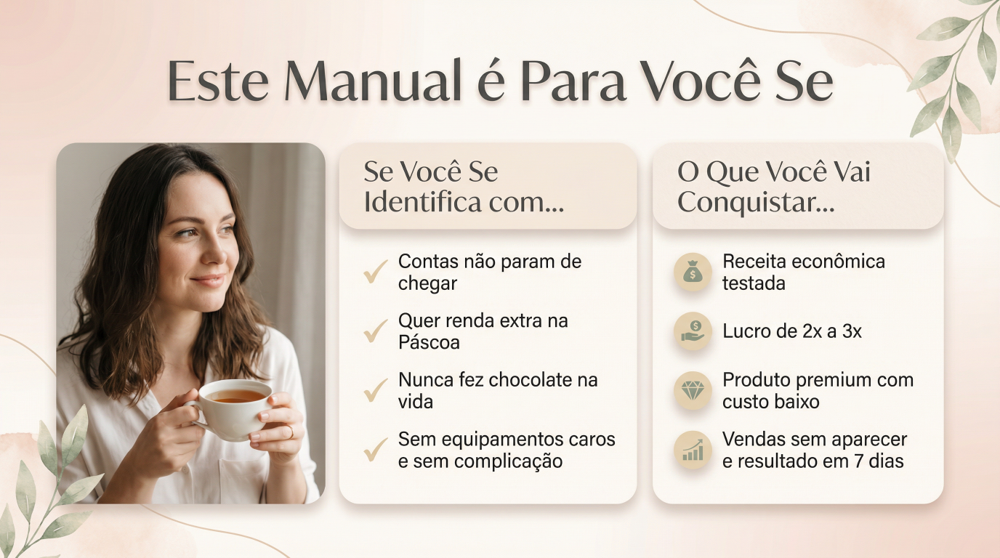 Este Manual é Para Você Se
Se Você Se
Identifica com...
Contas não param de
chegar
Quer renda extra na
Páscoa
Nunca fez chocolate na
vida
Sem equipamentos caros
e sem complicação
O Que Você Vai
Conquistar...
Receita econômica
testada
Lucro de 2x a 3x
Produto premium com
custo baixo
Vendas sem aparecer
e resultado em 7 dias